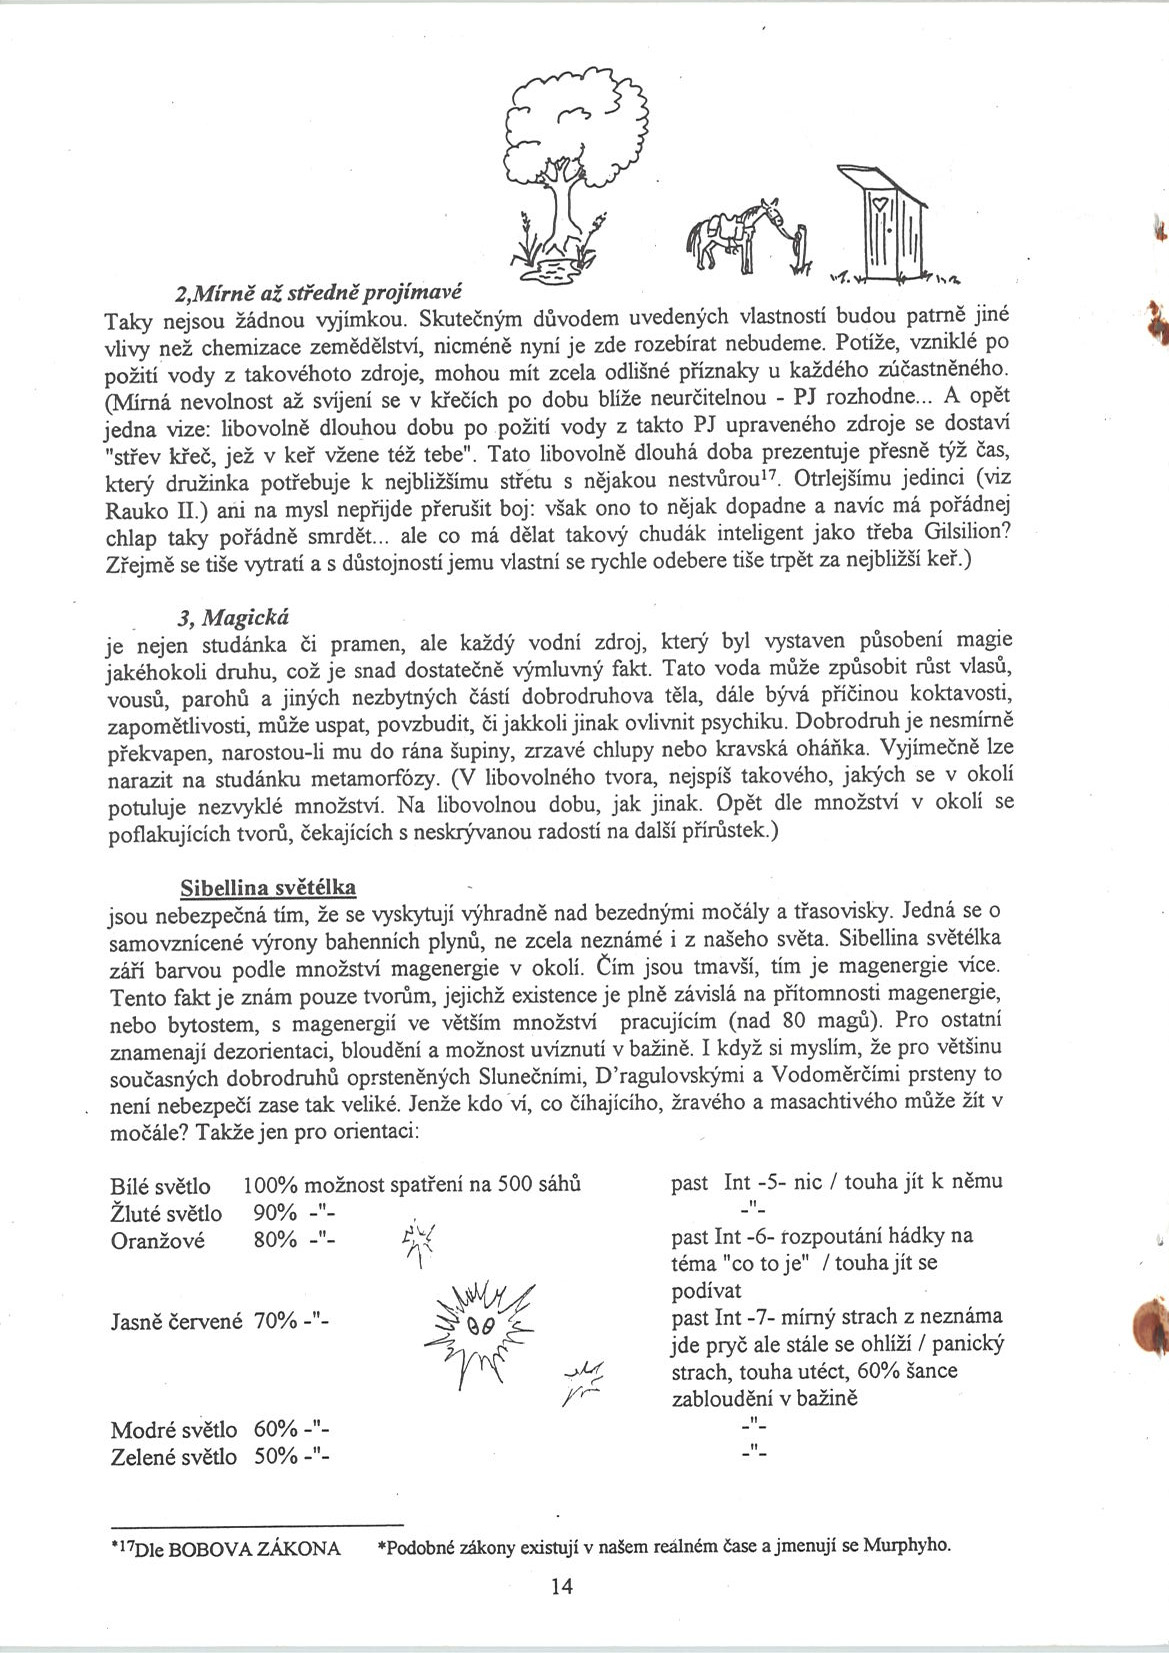 2,Mírně až středně projímavé
Taky nejsou žádnou vyjímkou. Skutečným důvodem uvedených vlastností budou patrně jiné
vlivy než chemizace zemědělství, nicméně nyní je zde rozebírat nebudeme. Potíže, vzniklé po
požití vody z takovéhoto zdroje, mohou mít zcela odlišné příznaky u každého zúčastněného.
(Mírná nevolnost až svíjení se v křečích po dobu blíže neurčitelnou - PJ rozhodne... A opět
jedna vize: libovolně dlouhou dobu po požití vody z takto PJ upraveného zdroje se dostaví
"střev křeč, jež v keř vžene též tebe". Tato libovolně dlouhá doba prezentuje přesně týž čas,
který družinka potřebuje k nejbližšímu střetu s nějakou nestvůrou¹⁷. Otrlejšímu jedinci (viz
Rauko II.) ani na mysl nepřijde přerušit boj: však ono to nějak dopadne a navíc má pořádnej
chlap taky pořádně smrdět... ale co má dělat takový chudák inteligent jako třeba Gilsilion?
Zřejmě se tiše vytratí a s důstojností jemu vlastní se rychle odebere tiše trpět za nejbližší keř.)
3, Magická
je nejen studánka či pramen, ale každý vodní zdroj, který byl vystaven působení magie
jakéhokoli druhu, což je snad dostatečně výmluvný fakt. Tato voda může způsobit růst vlasů,
vousů, parohů a jiných nezbytných částí dobrodruhova těla, dále bývá příčinou koktavosti,
zapomětlivosti, může uspat, povzbudit, či jakkoli jinak ovlivnit psychiku. Dobrodruh je nesmírně
překvapen, narostou-li mu do rána šupiny, zrzavé chlupy nebo kravská oháňka. Vyjímečně lze
narazit na studánku metamorfózy. (V libovolného tvora, nejspíš takového, jakých se v okolí
potuluje nezvyklé množství. Na libovolnou dobu, jak jinak. Opět dle množství v okolí se
poflakujících tvorů, čekajících s neskrývanou radostí na další přírůstek.)
Sibellina světélka
jsou nebezpečná tím, že se vyskytují výhradně nad bezednými močály a třasovisky. Jedná se o
samovznícené výrony bahenních plynů, ne zcela neznámé i z našeho světa. Sibellina světélka
září barvou podle množství magenergie v okolí. Čím jsou tmavší, tím je magenergie více.
Tento fakt je znám pouze tvorům, jejichž existence je plně závislá na přítomnosti magenergie,
nebo bytostem, s magenergií ve větším množství pracujícím (nad 80 magů). Pro ostatní
znamenají dezorientaci, bloudění a možnost uvíznutí v bažině. I když si myslím, že pro většinu
současných dobrodruhů oprsteněných Slunečními, D'ragulovskými a Vodoměrčími prsteny to
není nebezpečí zase tak veliké. Jenže kdo ví, co číhajícího, žravého a masachtivého může žít v
močále? Takže jen pro orientaci:
Bílé světlo 100% možnost spatření na 500 sáhů past Int -5- nic / touha jít k němu
Žluté světlo 90% -"- -"-
Oranžové 80% -"- past Int -6- rozpoutání hádky na
téma "co to je" / touha jít se
podívat
Jasně červené 70% -"- past Int -7- mírný strach z neznáma
jde pryč ale stále se ohlíží / panický
strach, touha utéct, 60% šance
zabloudění v bažině
Modré světlo 60% -"- -"-
Zelené světlo 50% -"- -"-
*¹⁷Dle BOBOVA ZÁKONA *Podobné zákony existují v našem reálném čase a jmenují se Murphyho.
14